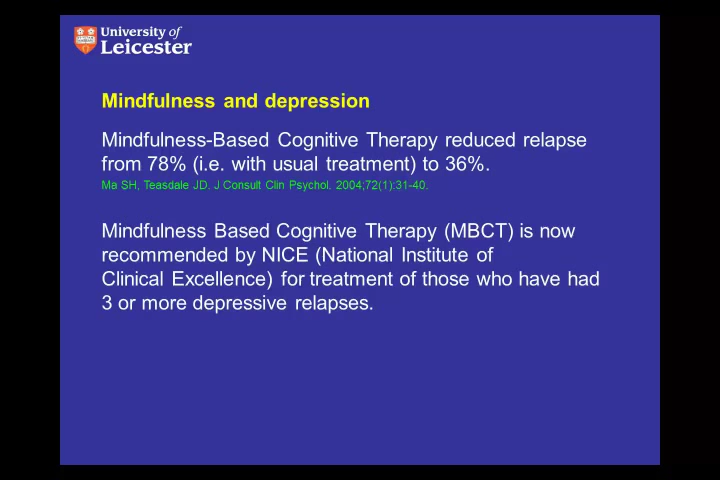 University of
Leicester
Mindfulness and depression
Mindfulness-Based Cognitive Therapy reduced relapse
from 78% (i.e. with usual treatment) to 36%.
Ma SH, Teasdale JD. J Consult Clin Psychol. 2004;72(1):31-40.
Mindfulness Based Cognitive Therapy (MBCT) is now
recommended by NICE (National Institute of
Clinical Excellence) for treatment of those who have had
3 or more depressive relapses.